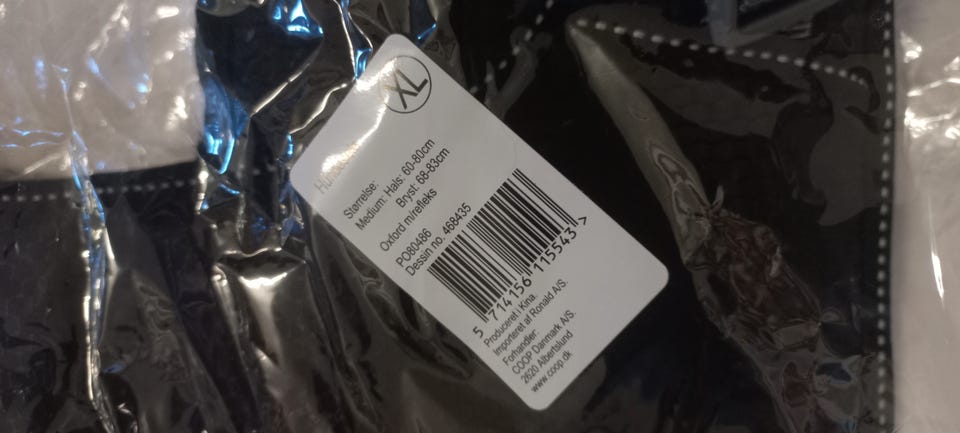 XL
Størrelse:
Medium: Hals: 60-80cm
Bryst: 68-83cm
Oxford m/refleks
PO80486
Dessin no. 468435
5 714156 115543 >
Produceret i Kina.
Importeret af Ronald A/S.
Forhandler:
COOP Danmark A/S.
2620 Albertslund
www.coop.dk